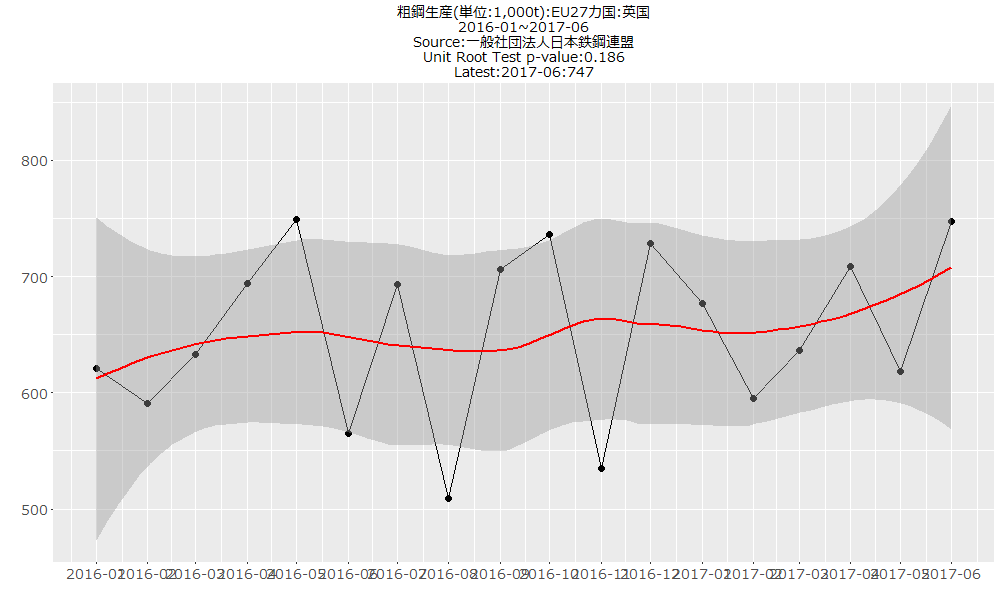 粗鋼生産(単位:1,000t):EU27カ国:英国
2016-01~2017-06
Source:一般社団法人日本鉄鋼連盟
Unit Root Test p-value:0.186
Latest:2017-06:747
800
700
600
500
2016-01 2016-02 2016-03 2016-04 2016-05 2016-06 2016-07 2016-08 2016-09 2016-10 2016-11 2016-12 2017-01 2017-02 2017-03 2017-04 2017-05 2017-06